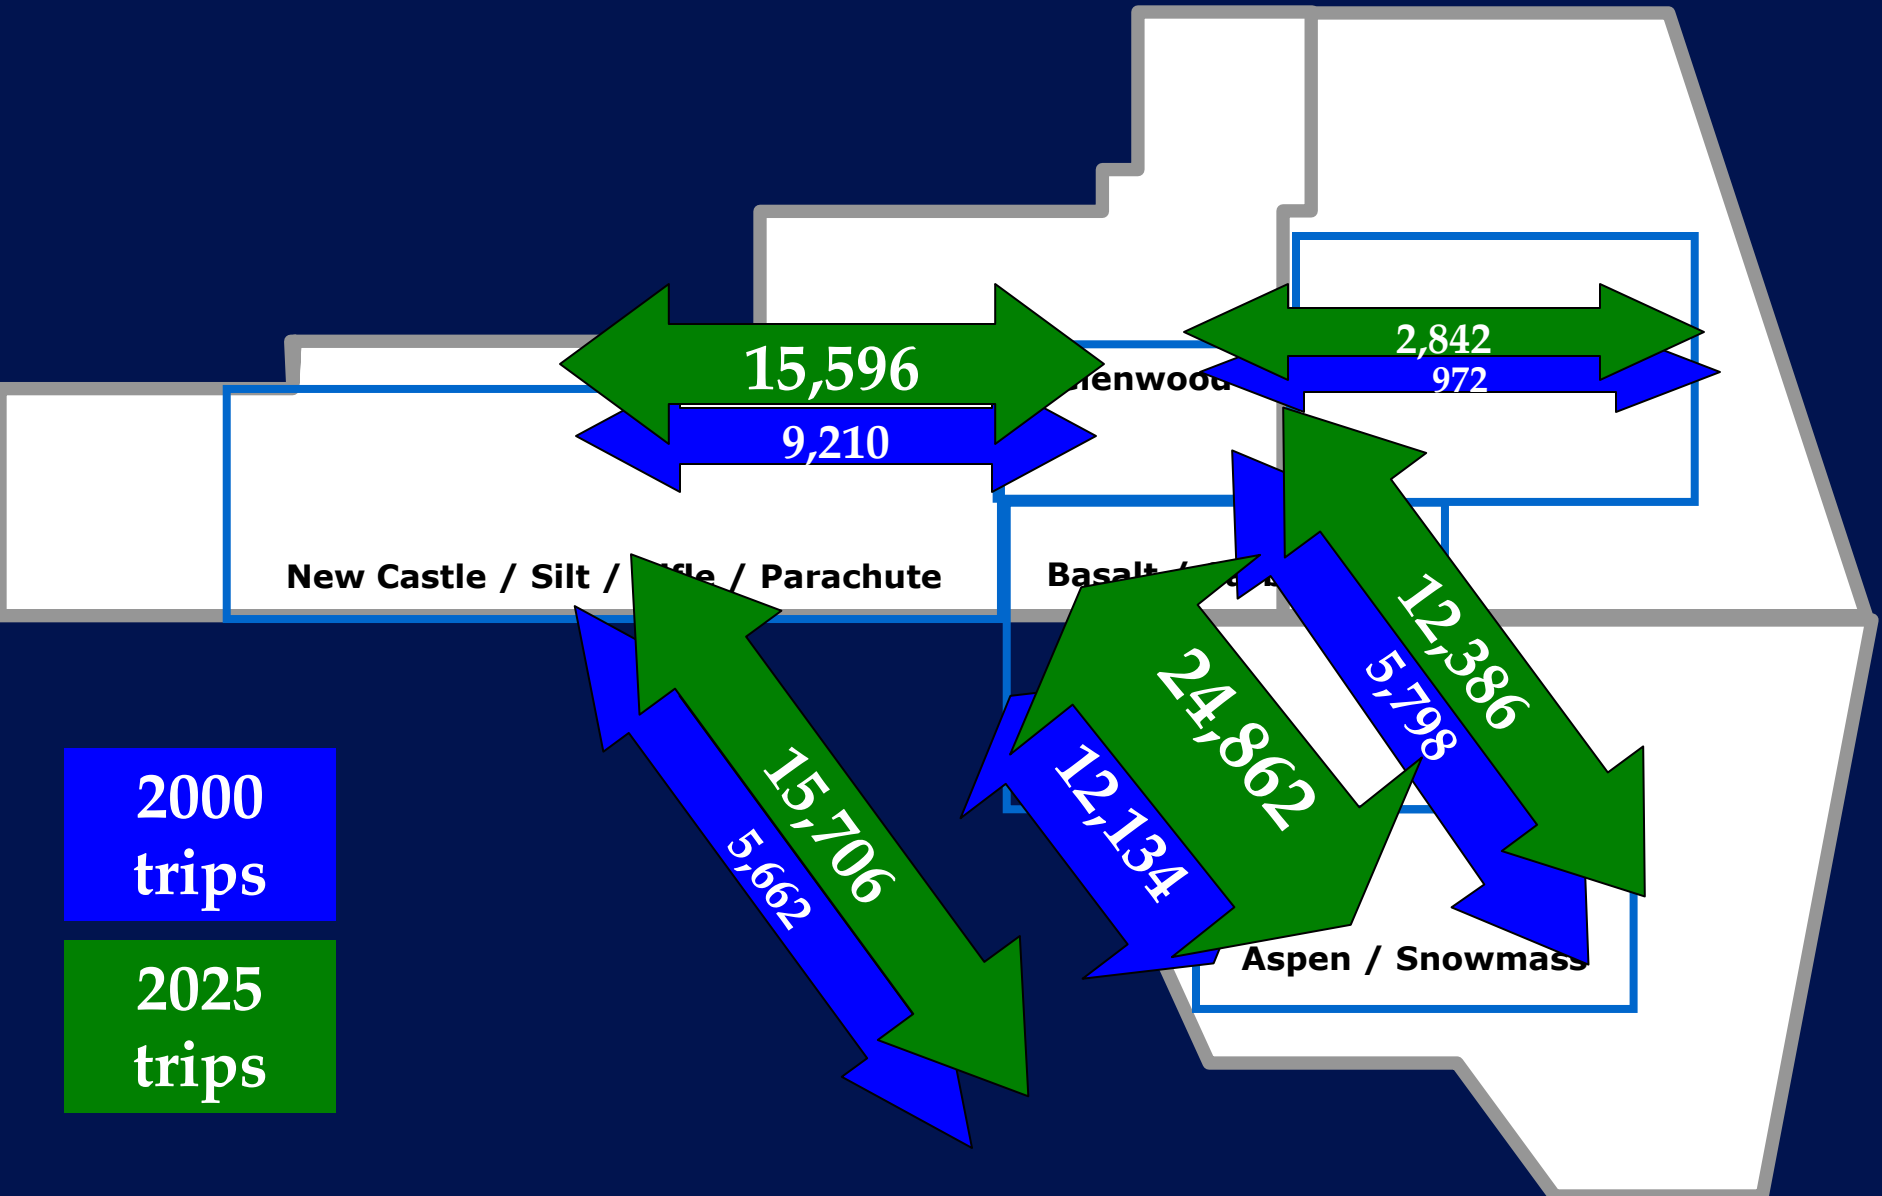 2,842
15,596
lenwood
972
9,210
New Castle / Silt / fle / Parachute
Basalt /
12,386
24,862
5,798
12,134
15,706
5,662
2000
trips
2025
trips
Aspen / Snowmass